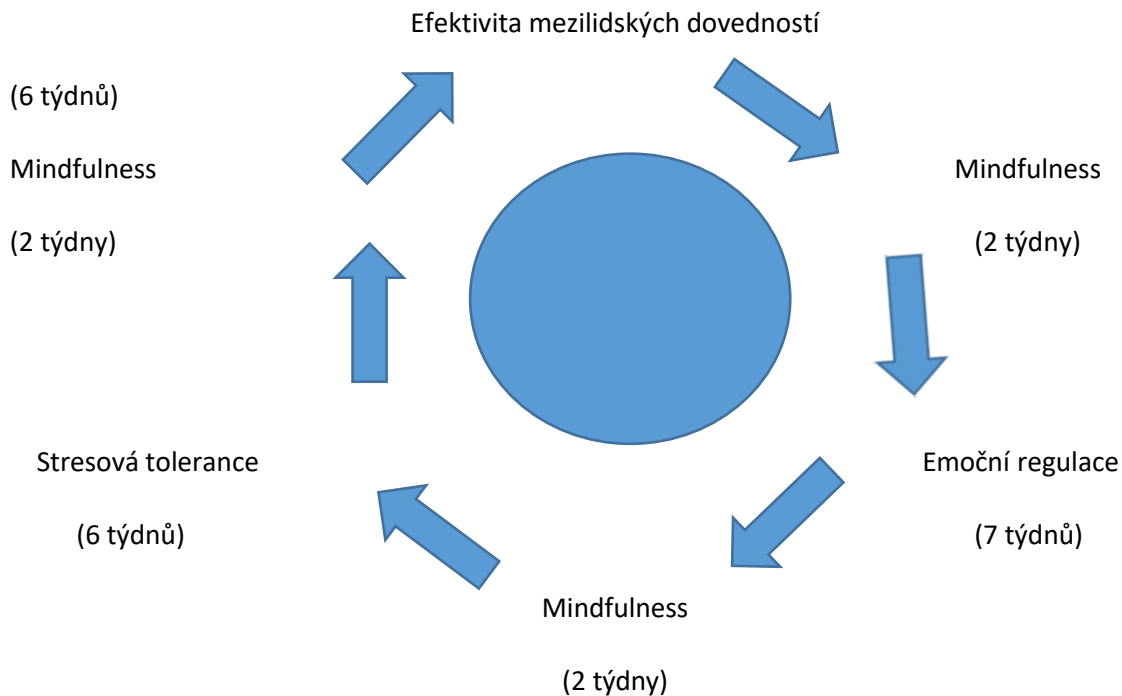 Efektivita mezilidských dovedností
(6 týdnů)
Mindfulness
(2 týdny)
Mindfulness
(2 týdny)
Stresová tolerance
(6 týdnů)
Emoční regulace
(7 týdnů)
Mindfulness
(2 týdny)